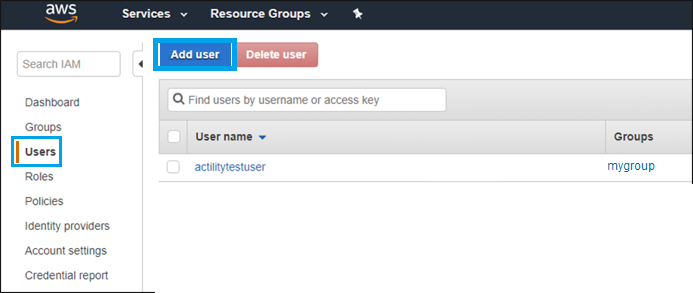 aws Services Resource Groups
Search IAM
Add user Delete user
Find users by username or access key
Dashboard
Groups
Users
Roles
Policies
Identity providers
Account settings
Credential report
User name Groups
actilitytestuser mygroup